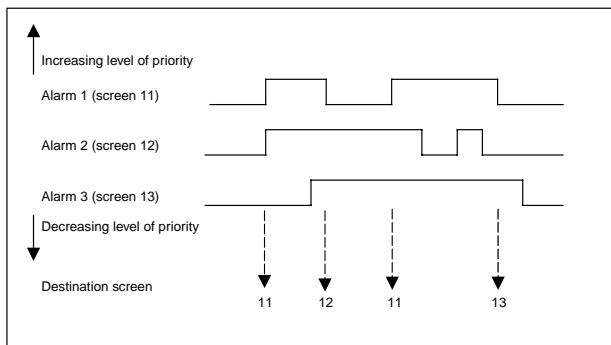 Increasing level of priority
Alarm 1 (screen 11)
Alarm 2 (screen 12)
Alarm 3 (screen 13)
Decreasing level of priority
Destination screen
11 12 11 13